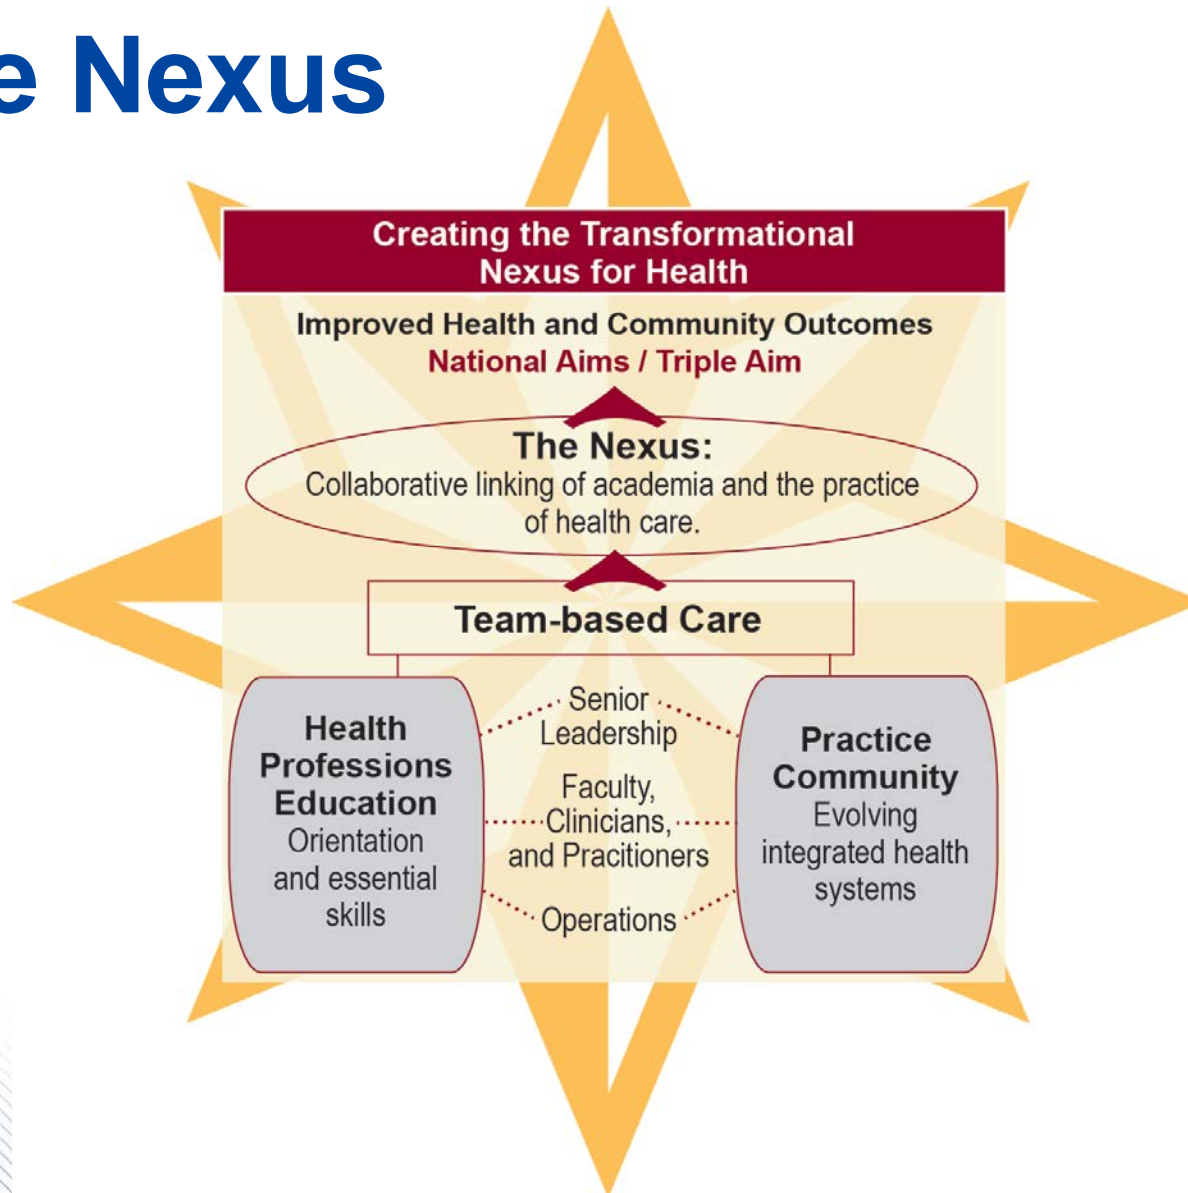 e Nexus
Creating the Transformational
Nexus for Health
Improved Health and Community Outcomes
National Aims / Triple Aim
The Nexus:
Collaborative linking of academia and the practice
of health care.
Team-based Care
Health
Professions
Education
Orientation
and essential
skills
Senior
Leadership
Faculty,
Clinicians,
and Pracitioners
Operations
Practice
Community
Evolving
integrated health
systems